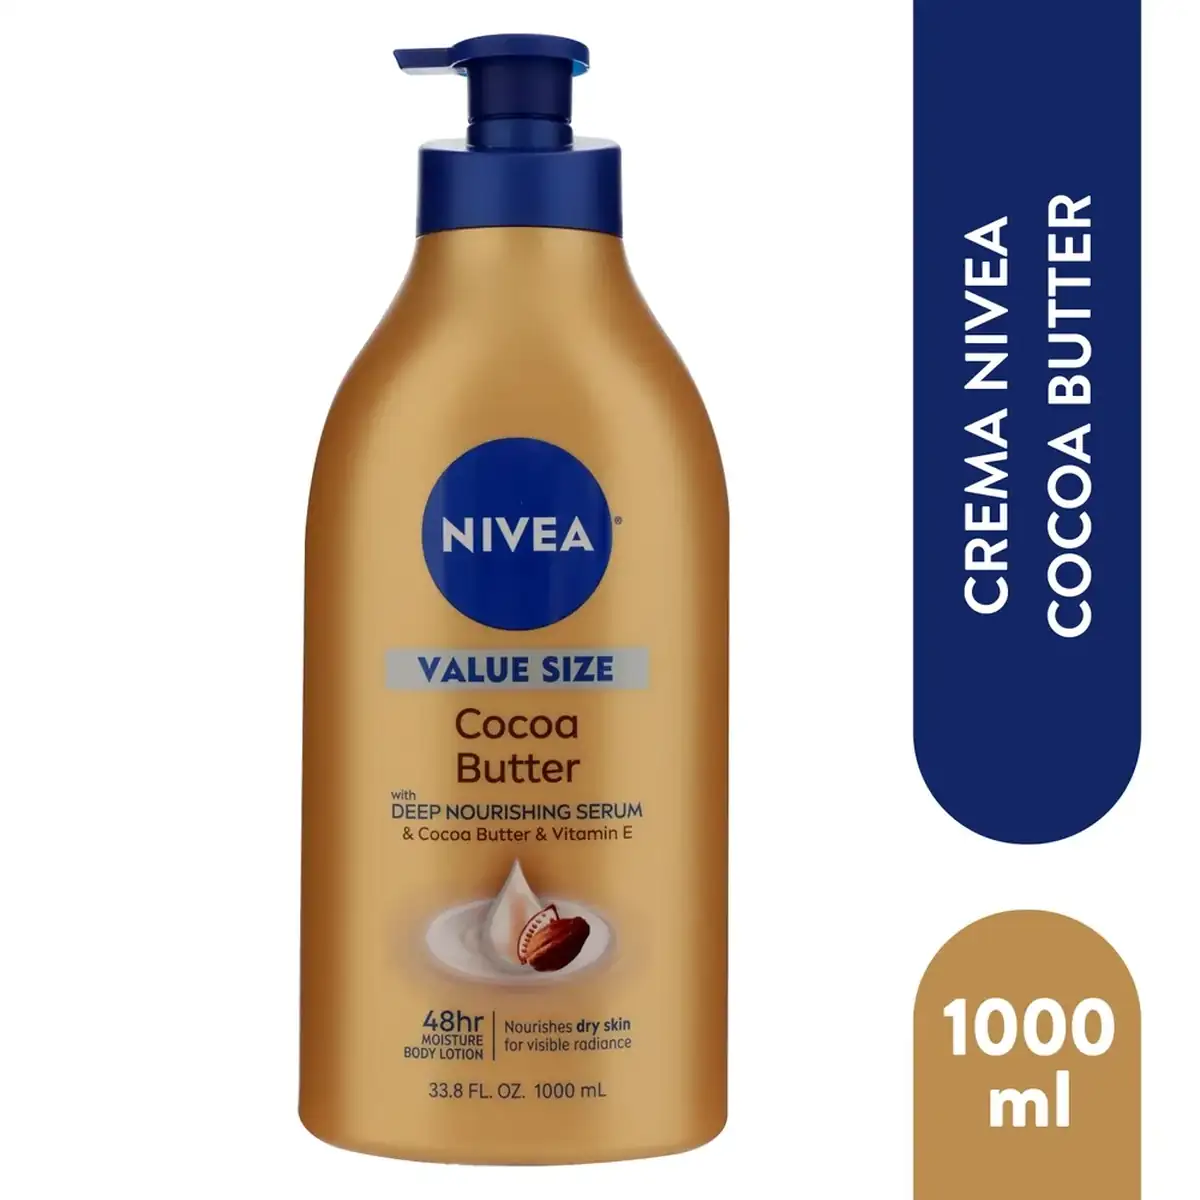 NIVEA®
VALUE SIZE
Cocoa
Butter
with
DEEP NOURISHING SERUM
& Cocoa Butter & Vitamin E
48hr
MOISTURE
BODY LOTION
Nourishes dry skin
for visible radiance
33.8 FL. OZ. 1000 mL
CREMA NIVEA
COCOA BUTTER
1000
ml